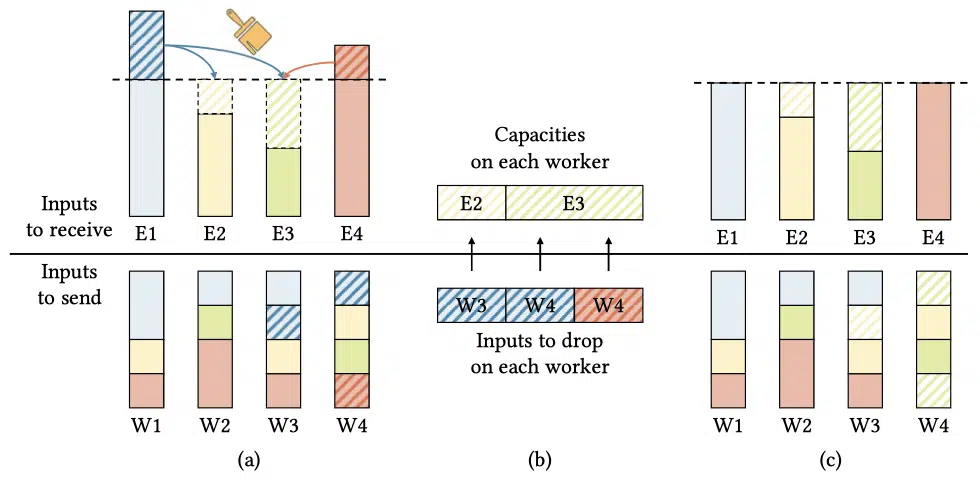 Inputs
to receive
E1
E2
E3
E4
Inputs
to send
W1
W2
W3
W4
(a)
Capacities
on each worker
E2
E3
W3
W4
W4
Inputs to drop
on each worker
(b)
E1
E2
E3
E4
W1
W2
W3
W4
(c)